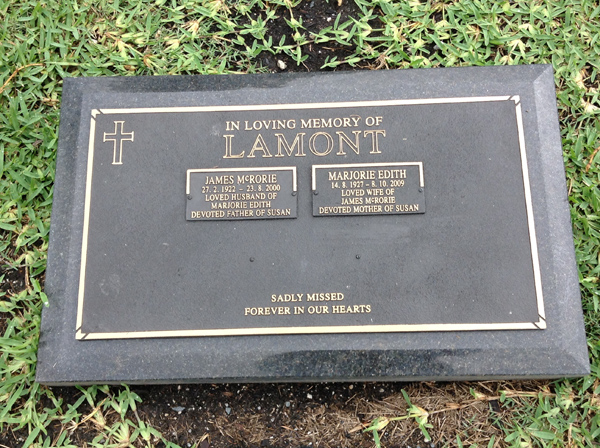 IN LOVING MEMORY OF
LAMONT
JAMES McRORIE
27. 2. 1922 - 23. 8. 2000
LOVED HUSBAND OF
MARJORIE EDITH
DEVOTED FATHER OF SUSAN
MARJORIE EDITH
14. 8. 1927 - 8. 10. 2009
LOVED WIFE OF
JAMES McRORIE
DEVOTED MOTHER OF SUSAN
SADLY MISSED
FOREVER IN OUR HEARTS